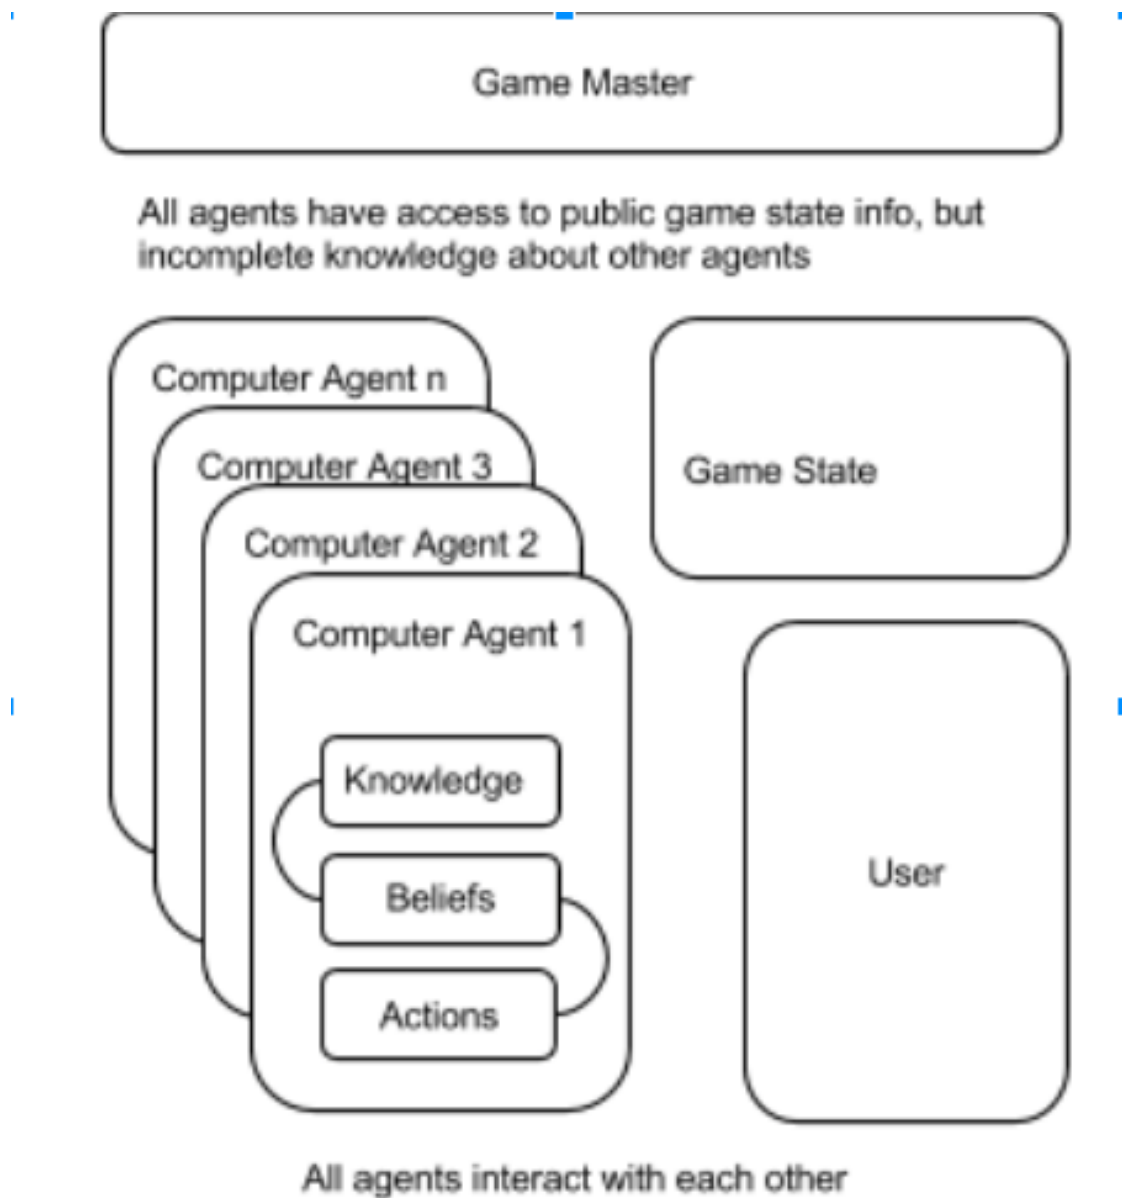 Game Master
All agents have access to public game state info, but
incomplete knowledge about other agents
Computer Agent n
Computer Agent 3
Computer Agent 2
Computer Agent 1
Knowledge
Beliefs
Actions
Game State
User
All agents interact with each other